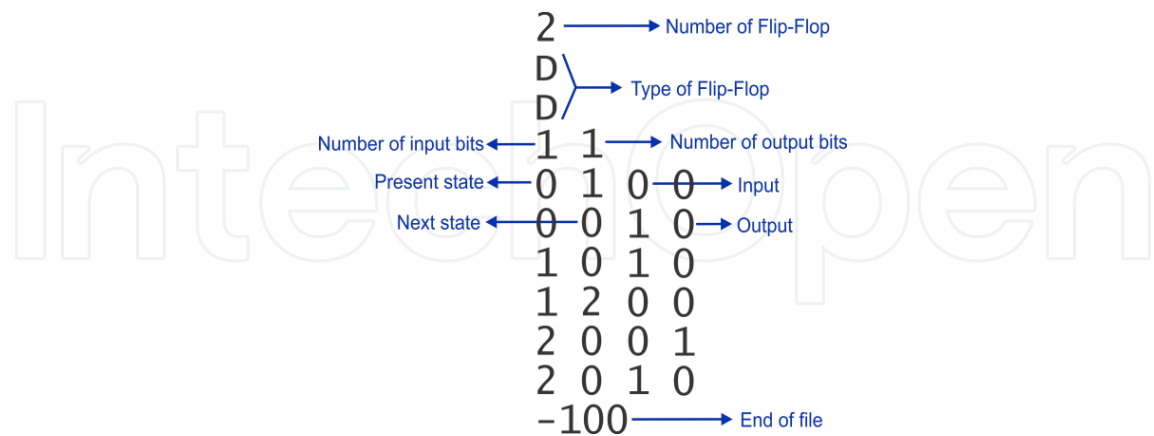 2 Number of Flip-Flop
D
Type of Flip-Flop
D
Number of input bits 1 1 Number of output bits
Present state 0 1 0 0 Input
Next state 0 0 1 0 Output
1 0 1 0
1 2 0 0
2 0 0 1
2 0 1 0
-100 End of file
IntechOpen